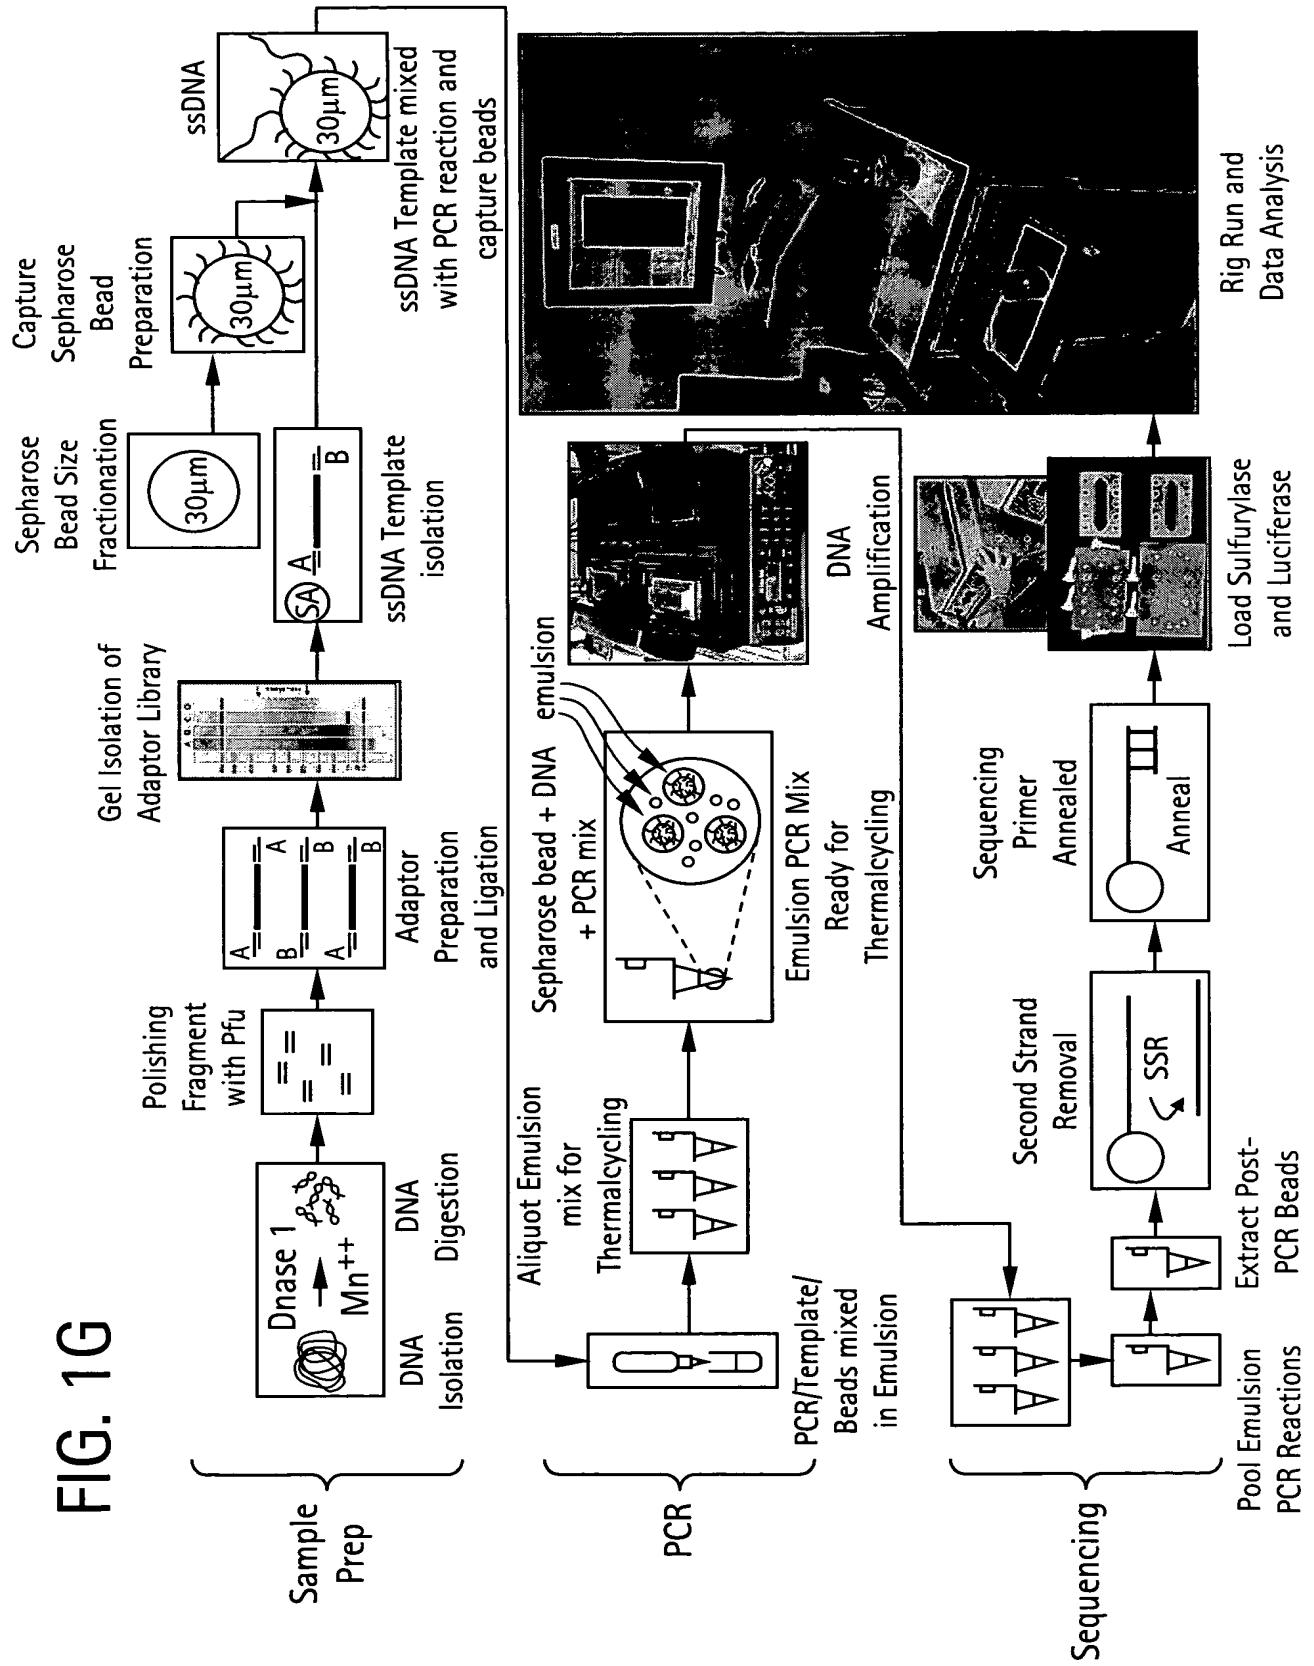 FIG. 1G
Sample
Prep
Dnase 1
Mn++
DNA
Isolation
DNA
Digestion
Polishing
Fragment
with Pfu
A
A
B
B
A
B
Adaptor
Preparation
and Ligation
Gel Isolation of
Adaptor Library
A B C D
SA
A
B
ssDNA Template
isolation
Sepharose
Bead Size
Fractionation
30µm
Capture
Sepharose
Bead
Preparation
30µm
ssDNA
30µm
ssDNA Template mixed
with PCR reaction and
capture beads
PCR
PCR/Template/
Beads mixed
in Emulsion
Aliquot Emulsion
mix for
Thermalcycling
Sepharose bead + DNA
+ PCR mix
emulsion
Emulsion PCR Mix
Ready for
Thermalcycling
DNA
Amplification
Sequencing
Pool Emulsion
PCR Reactions
Extract Post-
PCR Beads
Second Strand
Removal
SSR
Sequencing
Primer
Annealed
Anneal
Load Sulfurylase
and Luciferase
Rig Run and
Data Analysis